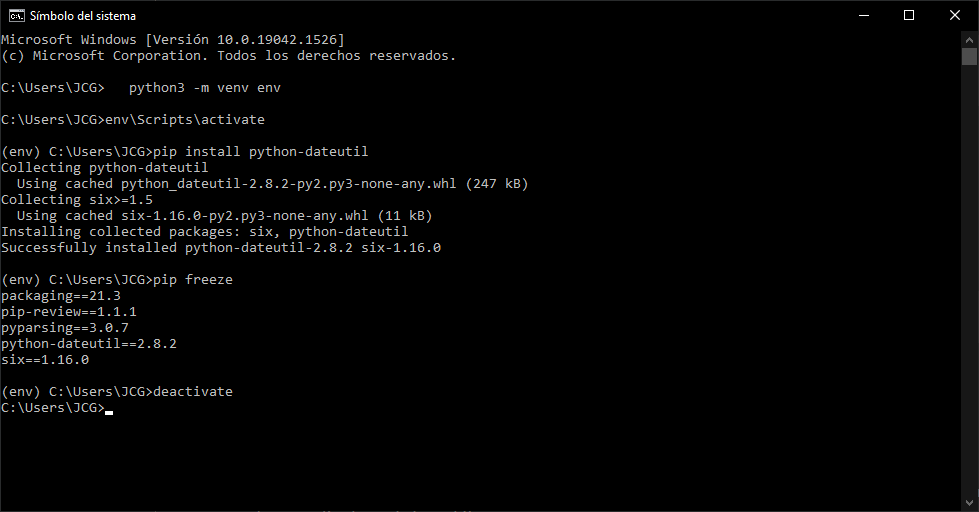 Símbolo del sistema
Microsoft Windows [Versión 10.0.19042.1526]
(c) Microsoft Corporation. Todos los derechos reservados.
C:\Users\JCG>   python3 -m venv env
C:\Users\JCG>env\Scripts\activate
(env) C:\Users\JCG>pip install python-dateutil
Collecting python-dateutil
  Using cached python_dateutil-2.8.2-py2.py3-none-any.whl (247 kB)
Collecting six>=1.5
  Using cached six-1.16.0-py2.py3-none-any.whl (11 kB)
Installing collected packages: six, python-dateutil
Successfully installed python-dateutil-2.8.2 six-1.16.0
(env) C:\Users\JCG>pip freeze
packaging==21.3
pip-review==1.1.1
pyparsing==3.0.7
python-dateutil==2.8.2
six==1.16.0
(env) C:\Users\JCG>deactivate
C:\Users\JCG>